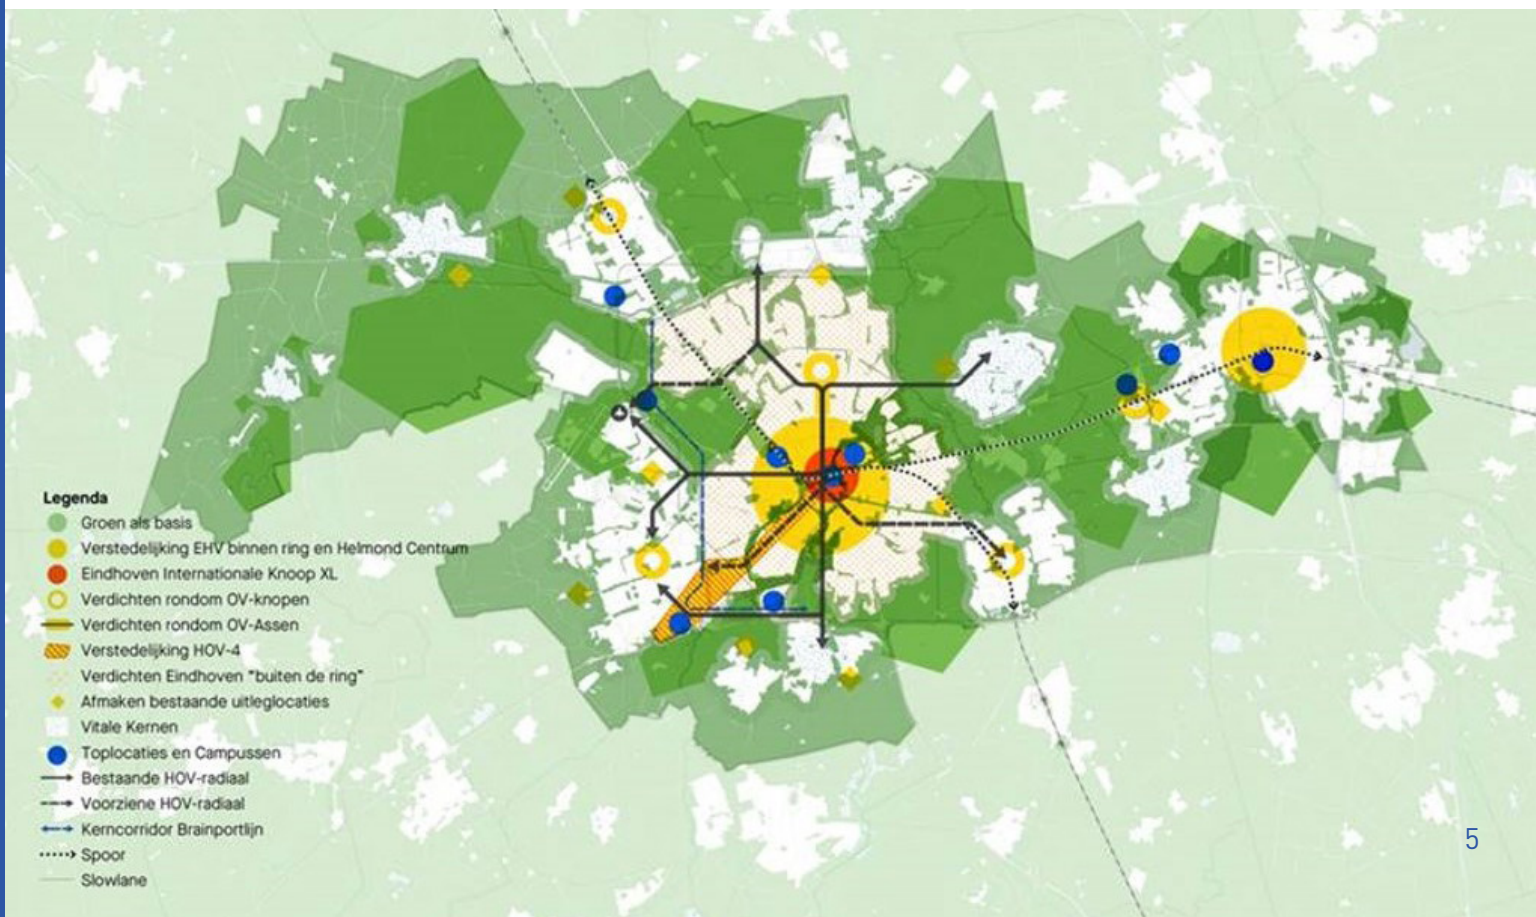 Legenda
Groen als basis
Verstedelijking EHV binnen ring en Helmond Centrum
Eindhoven Internationale Knoop XL
Verdichten rondom OV-knopen
Verdichten rondom OV-Assen
Verstedelijking HOV-4
Verdichten Eindhoven "buiten de ring"
Afmaken bestaande uitleglocaties
Vitale Kernen
Toplocaties en Campussen
Bestaande HOV-radiaal
Voorziene HOV-radiaal
Kerncorridor Brainportlijn
Spoor
Slowlane
5